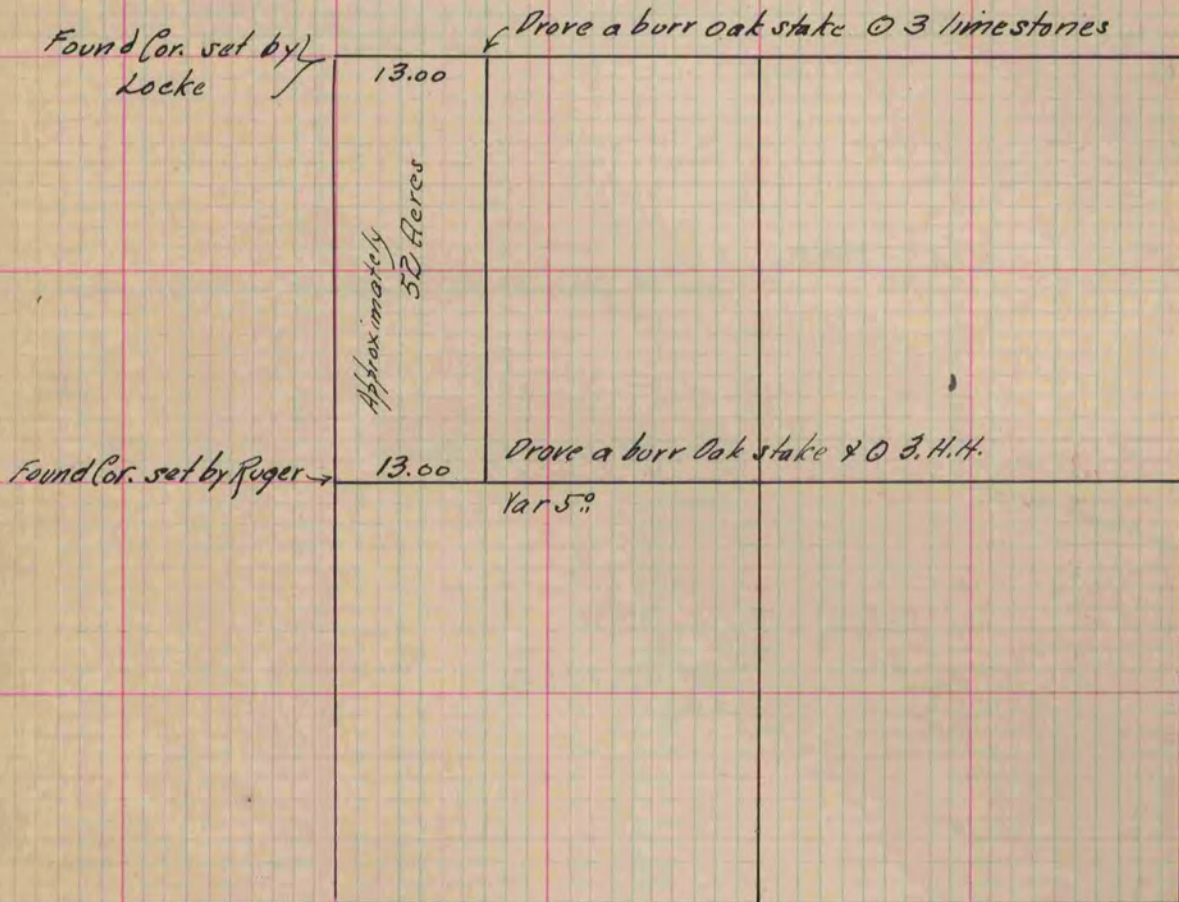 Drove a burr oak stake ⊙ 3 limestones
Found Cor. set by
Locke
13.00
Approximately
52 Acres
Found Cor. set by Ruger
13.00
Drove a burr Oak stake & ⊙ 3. H.H.
Var 5°